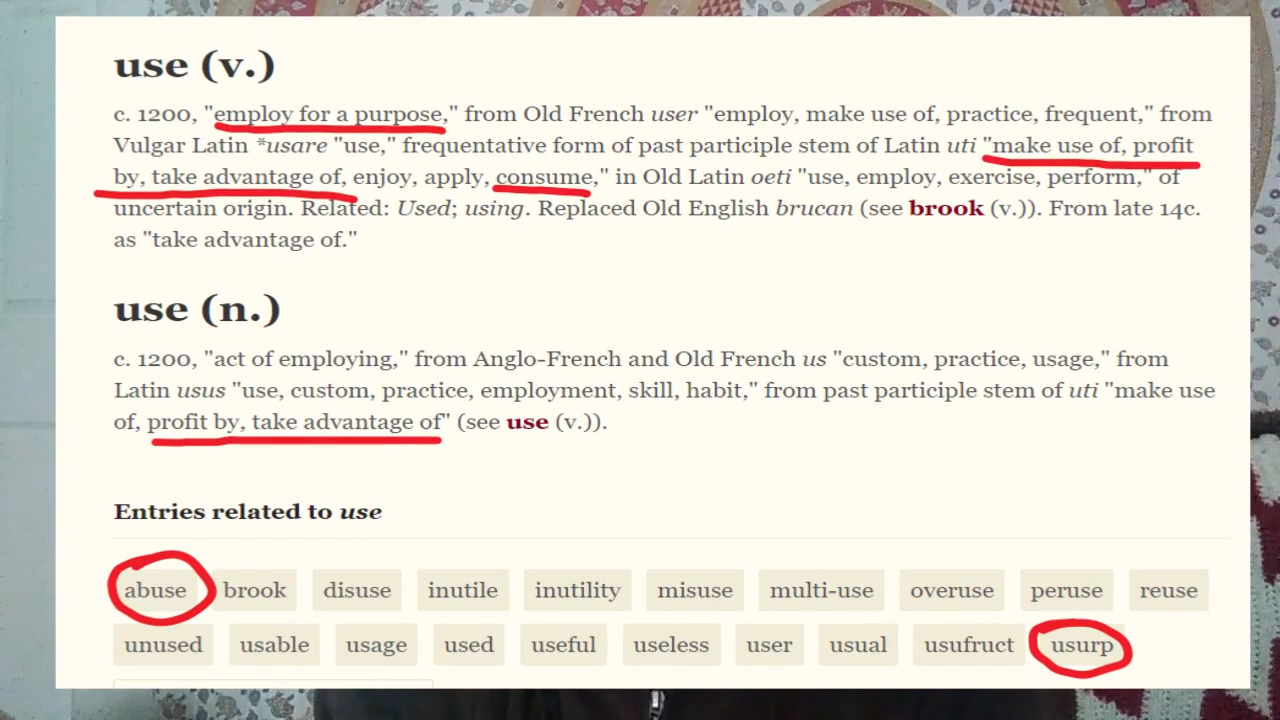 use (v.)
c. 1200, "employ for a purpose," from Old French user "employ, make use of, practice, frequent," from
Vulgar Latin *usare "use," frequentative form of past participle stem of Latin uti "make use of, profit
by, take advantage of, enjoy, apply, consume," in Old Latin oeti "use, employ, exercise, perform," of
uncertain origin. Related: Used; using. Replaced Old English brucan (see brook (v.)). From late 14c.
as "take advantage of."
use (n.)
c. 1200, "act of employing," from Anglo-French and Old French us "custom, practice, usage," from
Latin usus "use, custom, practice, employment, skill, habit," from past participle stem of uti "make use
of, profit by, take advantage of" (see use (v.)).
Entries related to use
abuse brook disuse inutile inutility misuse multi-use overuse peruse reuse
unused usable usage used useful useless user usual usufruct usurp